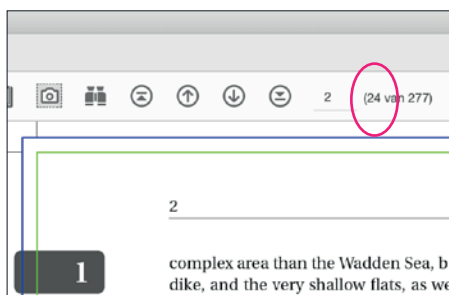 2 (24 van 277)
2
1
complex area than the Wadden Sea, b
dike, and the very shallow flats, as we